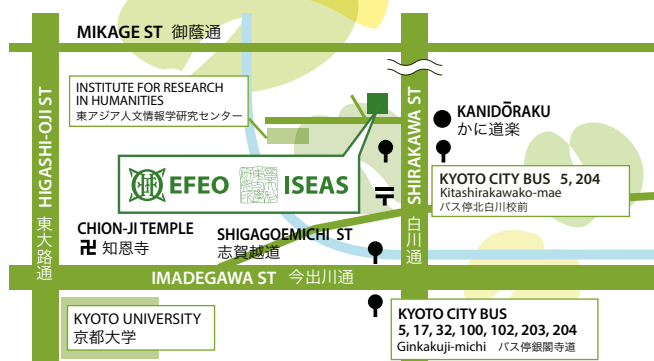 MIKAGE ST 御蔭通
HIGASHI-OJI ST 東大路通
INSTITUTE FOR RESEARCH
IN HUMANITIES
東アジア人文情報学研究センター
SHIRAKAWA ST 白川通
KANIDŌRAKU
かに道楽
EFEO ISEAS
KYOTO CITY BUS 5, 204
Kitashirakawako-mae
バス停北白川校前
CHION-JI TEMPLE
卍 知恩寺
SHIGAGOEMICHI ST
志賀越道
IMADEGAWA ST 今出川通
KYOTO UNIVERSITY
京都大学
KYOTO CITY BUS
5, 17, 32, 100, 102, 203, 204
Ginkakuji-michi バス停銀閣寺道